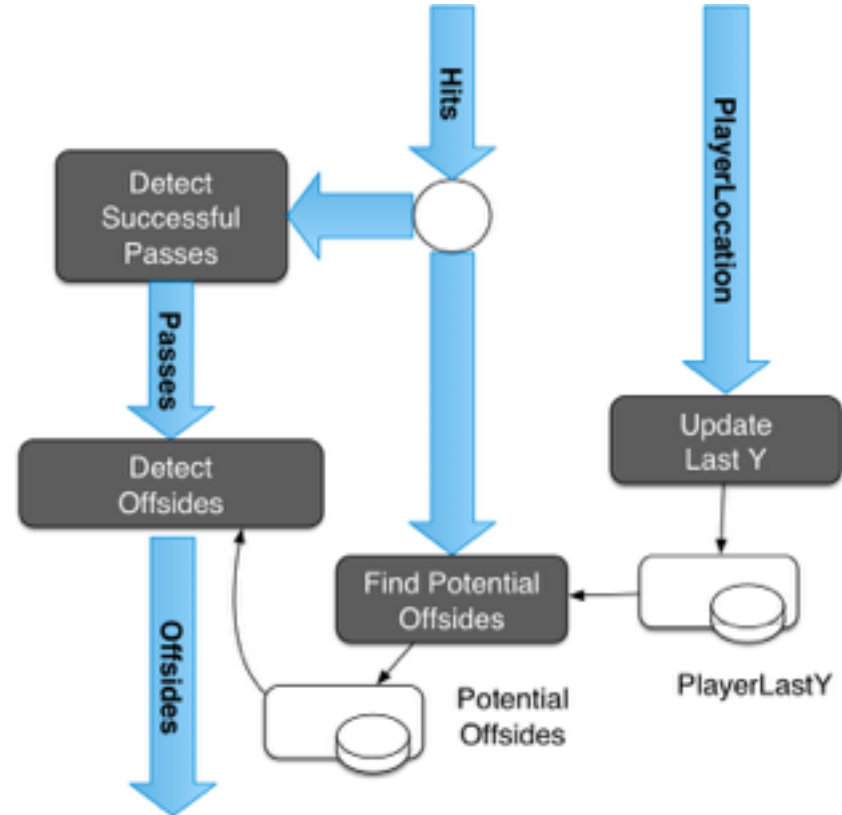 Hits
PlayerLocation
Detect
Successful
Passes
Passes
Update
Last Y
Detect
Offsides
Find Potential
Offsides
Offsides
PlayerLastY
Potential
Offsides